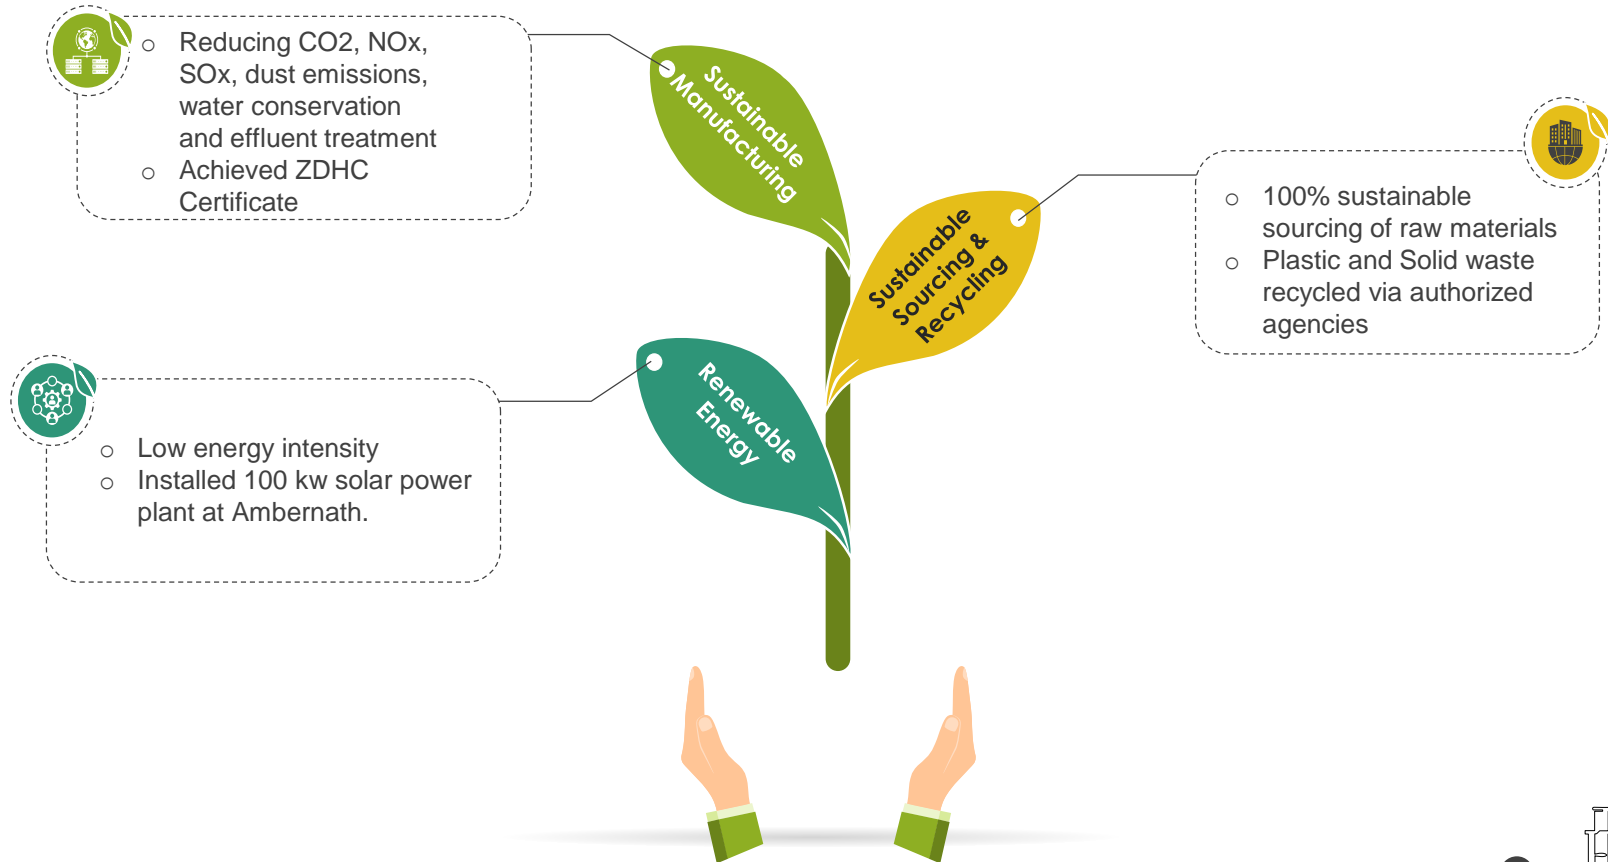 ○ Reducing CO2, NOx,
SOx, dust emissions,
water conservation
and effluent treatment
○ Achieved ZDHC
Certificate
Sustainable
Manufacturing
○ 100% sustainable
sourcing of raw materials
○ Plastic and Solid waste
recycled via authorized
agencies
Sustainable
Sourcing &
Recycling
Renewable
Energy
○ Low energy intensity
○ Installed 100 kw solar power
plant at Ambernath.